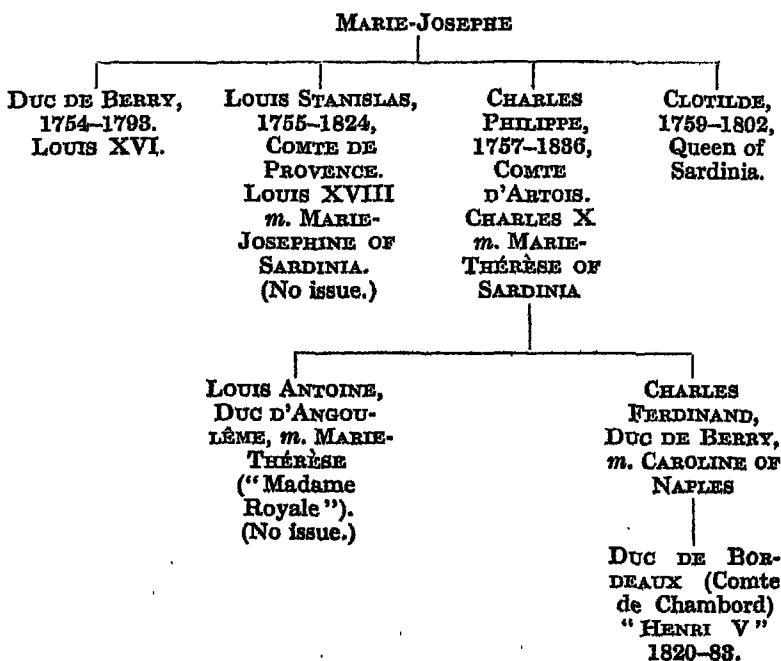 MARIE-JOSEPHE
DUC DE BERRY,
1754–1793.
LOUIS XVI.
LOUIS STANISLAS,
1755–1824,
COMTE DE
PROVENCE.
LOUIS XVIII
m. MARIE-
JOSEPHINE OF
SARDINIA.
(No issue.)
CHARLES
PHILIPPE,
1757–1836,
COMTE
D'ARTOIS.
CHARLES X
m. MARIE-
THÉRÈSE OF
SARDINIA
CLOTILDE,
1759–1802,
Queen of
Sardinia.
LOUIS ANTOINE,
DUC D'ANGOU-
LÊME, m. MARIE-
THÉRÈSE
("Madame
Royale").
(No issue.)
CHARLES
FERDINAND,
DUC DE BERRY,
m. CAROLINE OF
NAPLES
DUC DE BOR-
DEAUX (Comte
de Chambord)
"HENRI V"
1820–83.